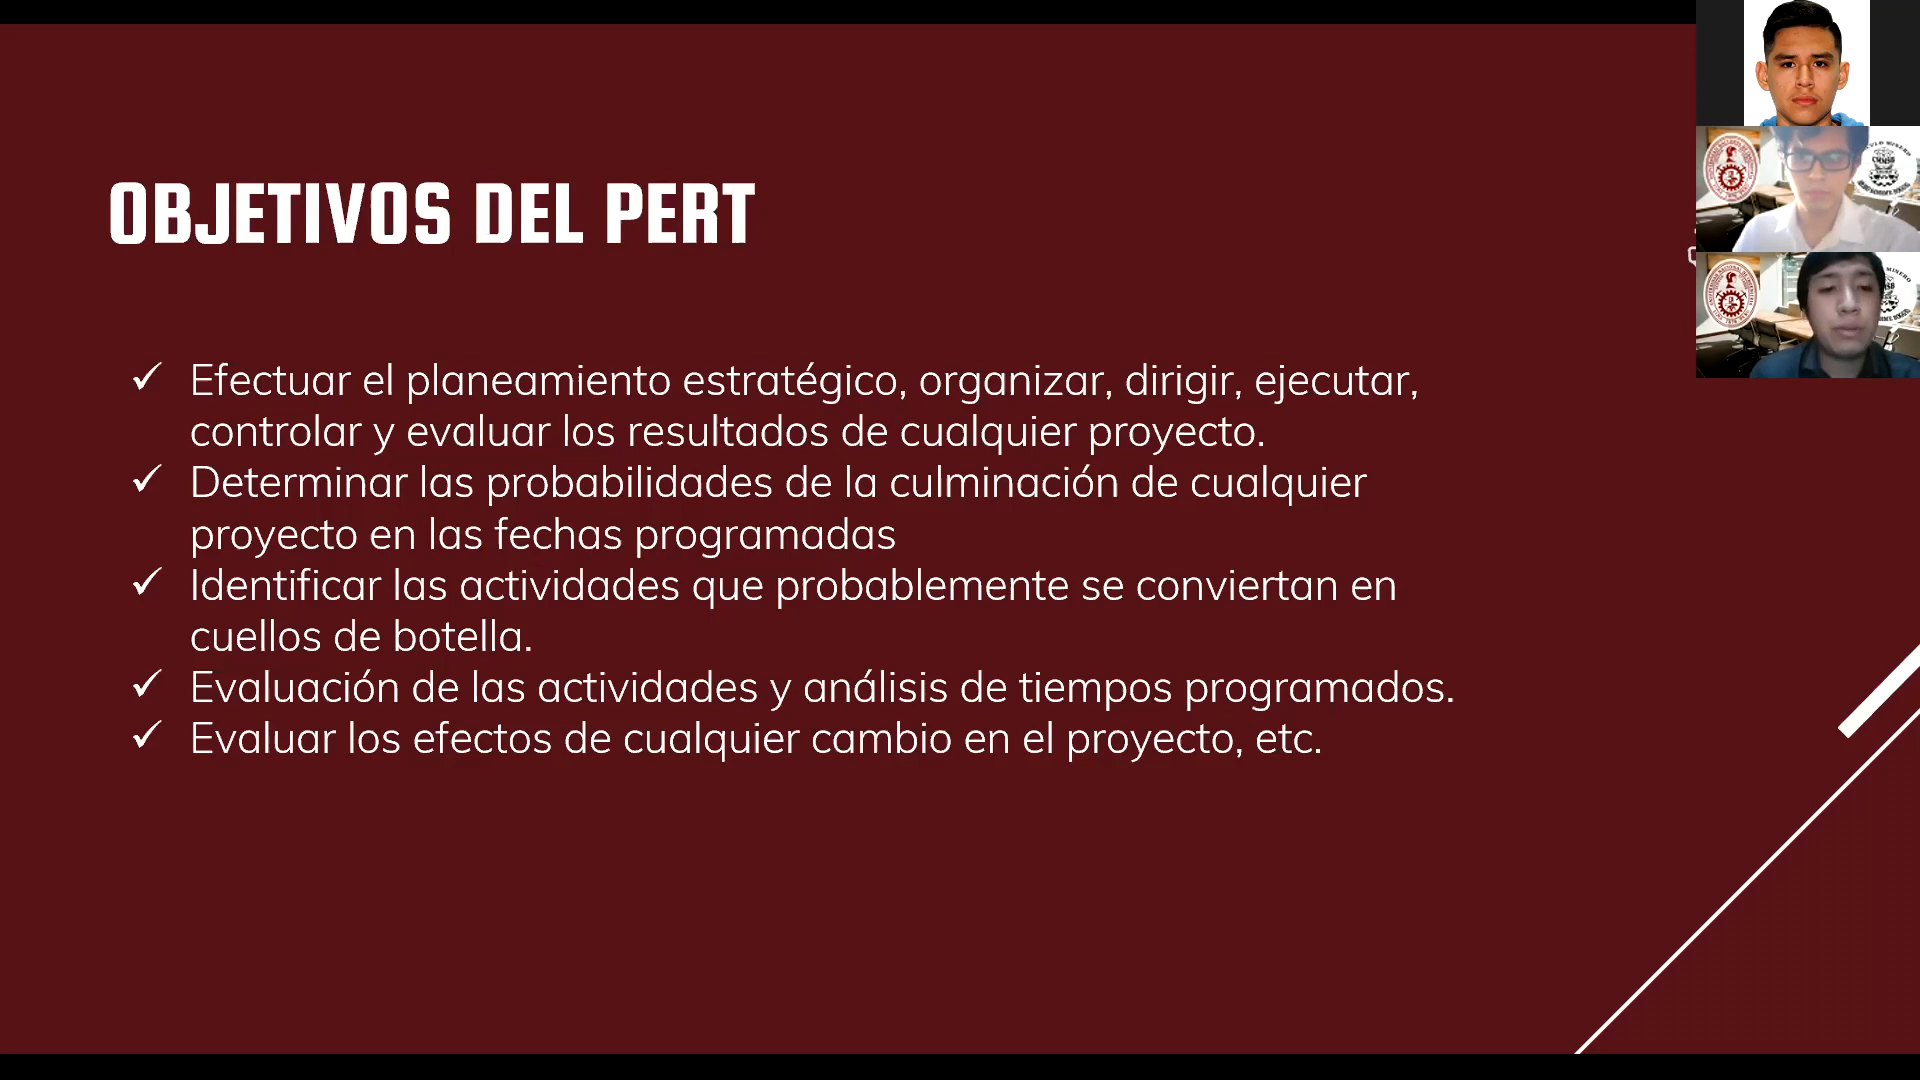 OBJETIVOS DEL PERT
✓ Efectuar el planeamiento estratégico, organizar, dirigir, ejecutar,
controlar y evaluar los resultados de cualquier proyecto.
✓ Determinar las probabilidades de la culminación de cualquier
proyecto en las fechas programadas
✓ Identificar las actividades que probablemente se conviertan en
cuellos de botella.
✓ Evaluación de las actividades y análisis de tiempos programados.
✓ Evaluar los efectos de cualquier cambio en el proyecto, etc.